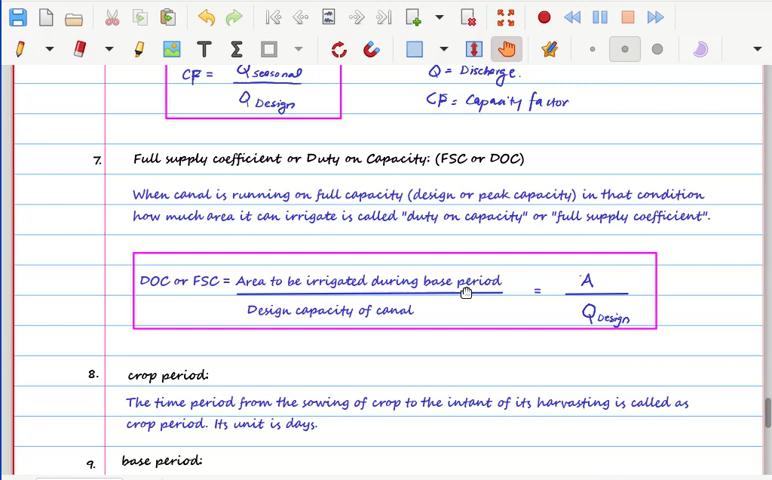 CF = Q seasonal / Q Design
Q = Discharge.
CF = Capacity factor
7. Full supply coefficient or Duty on Capacity: (FSC or DOC)
When canal is running on full capacity (design or peak capacity) in that condition
how much area it can irrigate is called "duty on capacity" or "full supply coefficient".
DOC or FSC = Area to be irrigated during base period / Design capacity of canal = A / Q Design
8. crop period:
The time period from the sowing of crop to the intant of its harvasting is called as
crop period. Its unit is days.
9. base period: